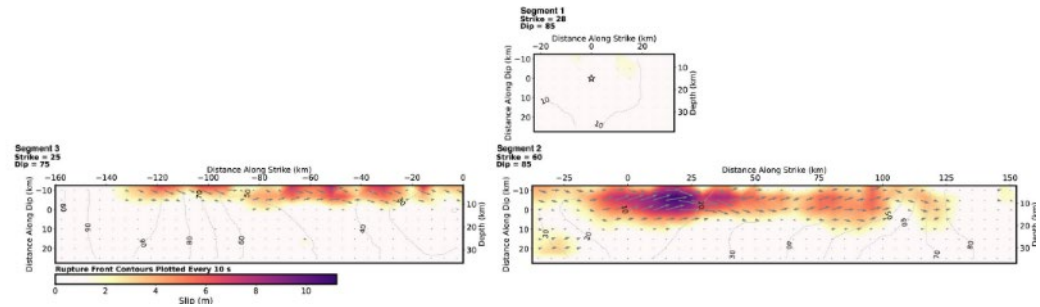 Segment 1
Strike = 28
Dip = 85
Distance Along Strike (km)
−20 0 20
Distance Along Dip (km)
−10
0
10
20
10
20
30
Depth (km)
10
10
Segment 3
Strike = 25
Dip = 75
Distance Along Strike (km)
−160 −140 −120 −100 −80 −60 −40 −20 0
Distance Along Dip (km)
−10
0
10
20
10
20
30
Depth (km)
Segment 2
Strike = 60
Dip = 85
Distance Along Strike (km)
−25 0 25 50 75 100 125 150
Distance Along Dip (km)
−10
0
10
20
10
20
30
Depth (km)
Rupture Front Contours Plotted Every 10 s
0 2 4 6 8 10
Slip (m)